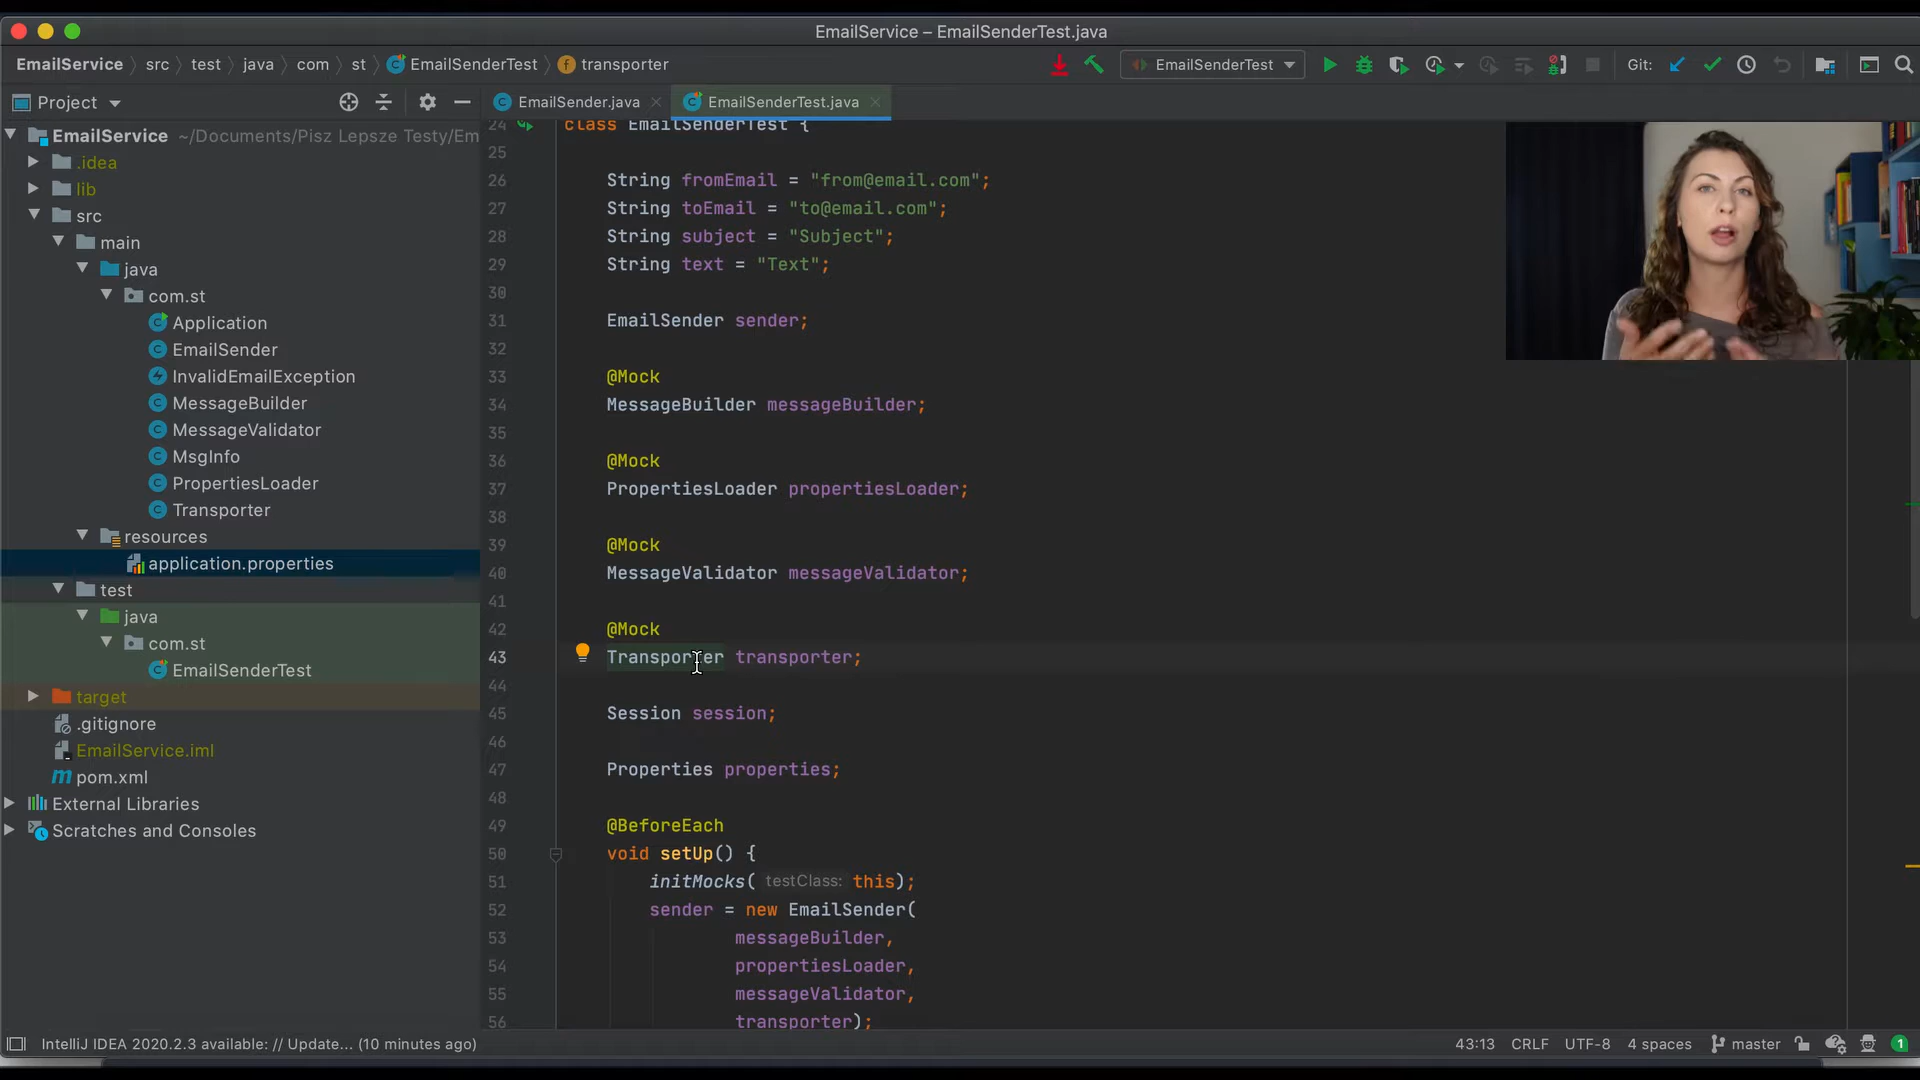 EmailService – EmailSenderTest.java
EmailService src test java com st EmailSenderTest transporter
EmailSenderTest Git:
Project
EmailSender.java EmailSenderTest.java
EmailService ~/Documents/Pisz Lepsze Testy/Em
.idea
lib
src
main
java
com.st
Application
EmailSender
InvalidEmailException
MessageBuilder
MessageValidator
MsgInfo
PropertiesLoader
Transporter
resources
application.properties
test
java
com.st
EmailSenderTest
target
.gitignore
EmailService.iml
pom.xml
External Libraries
Scratches and Consoles
24 class EmailSenderTest {
25
26 String fromEmail = "from@email.com";
27 String toEmail = "to@email.com";
28 String subject = "Subject";
29 String text = "Text";
30
31 EmailSender sender;
32
33 @Mock
34 MessageBuilder messageBuilder;
35
36 @Mock
37 PropertiesLoader propertiesLoader;
38
39 @Mock
40 MessageValidator messageValidator;
41
42 @Mock
43 Transporter transporter;
44
45 Session session;
46
47 Properties properties;
48
49 @BeforeEach
50 void setUp() {
51 initMocks( testClass: this);
52 sender = new EmailSender(
53 messageBuilder,
54 propertiesLoader,
55 messageValidator,
56 transporter);
IntelliJ IDEA 2020.2.3 available: // Update... (10 minutes ago) 43:13 CRLF UTF-8 4 spaces master 1